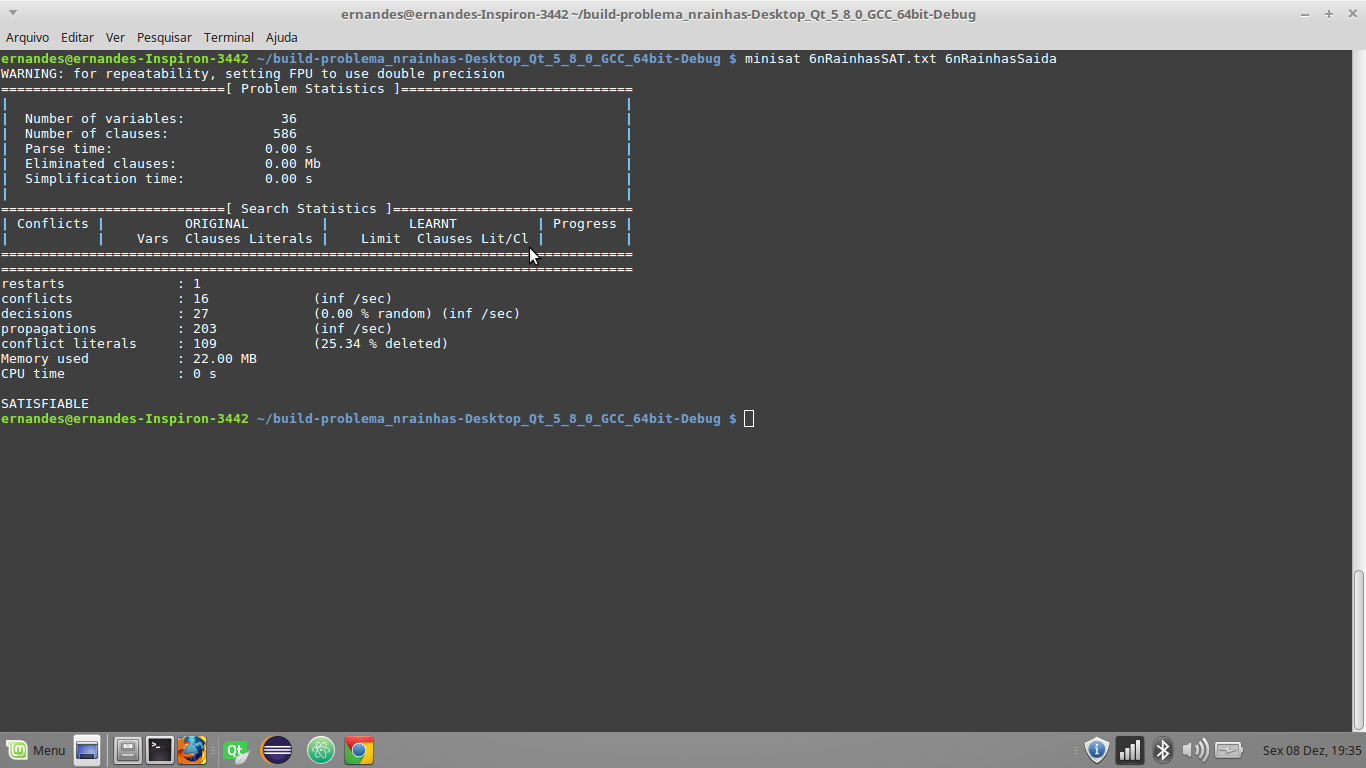 ernandes@ernandes-Inspiron-3442 ~/build-problema_nrainhas-Desktop_Qt_5_8_0_GCC_64bit-Debug
Arquivo Editar Ver Pesquisar Terminal Ajuda
ernandes@ernandes-Inspiron-3442 ~/build-problema_nrainhas-Desktop_Qt_5_8_0_GCC_64bit-Debug $ minisat 6nRainhasSAT.txt 6nRainhasSaida
WARNING: for repeatability, setting FPU to use double precision
============================[ Problem Statistics ]=============================
|                                                                             |
|  Number of variables:            36                                         |
|  Number of clauses:             586                                         |
|  Parse time:                   0.00 s                                       |
|  Eliminated clauses:           0.00 Mb                                      |
|  Simplification time:          0.00 s                                       |
|                                                                             |
============================[ Search Statistics ]==============================
| Conflicts |          ORIGINAL         |          LEARNT          | Progress |
|           |    Vars  Clauses Literals |    Limit  Clauses Lit/Cl |          |
===============================================================================
===============================================================================
restarts              : 1
conflicts             : 16             (inf /sec)
decisions             : 27             (0.00 % random) (inf /sec)
propagations          : 203            (inf /sec)
conflict literals     : 109            (25.34 % deleted)
Memory used           : 22.00 MB
CPU time              : 0 s
SATISFIABLE
ernandes@ernandes-Inspiron-3442 ~/build-problema_nrainhas-Desktop_Qt_5_8_0_GCC_64bit-Debug $
Menu
Qt
Sex 08 Dez, 19:35